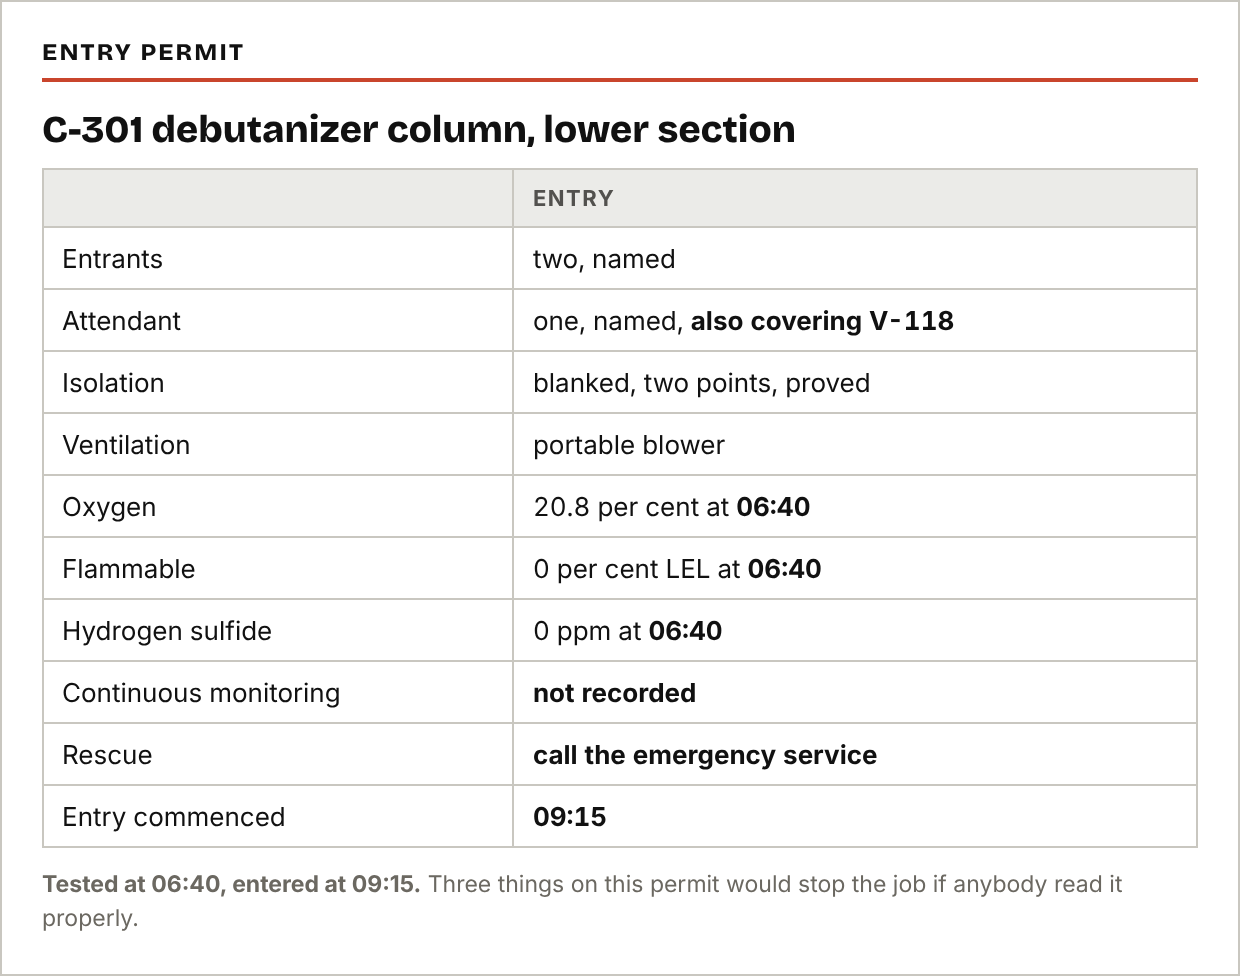 ENTRY PERMIT
C-301 debutanizer column, lower section
ENTRY
Entrants two, named
Attendant one, named, also covering V-118
Isolation blanked, two points, proved
Ventilation portable blower
Oxygen 20.8 per cent at 06:40
Flammable 0 per cent LEL at 06:40
Hydrogen sulfide 0 ppm at 06:40
Continuous monitoring not recorded
Rescue call the emergency service
Entry commenced 09:15
Tested at 06:40, entered at 09:15. Three things on this permit would stop the job if anybody read it
properly.